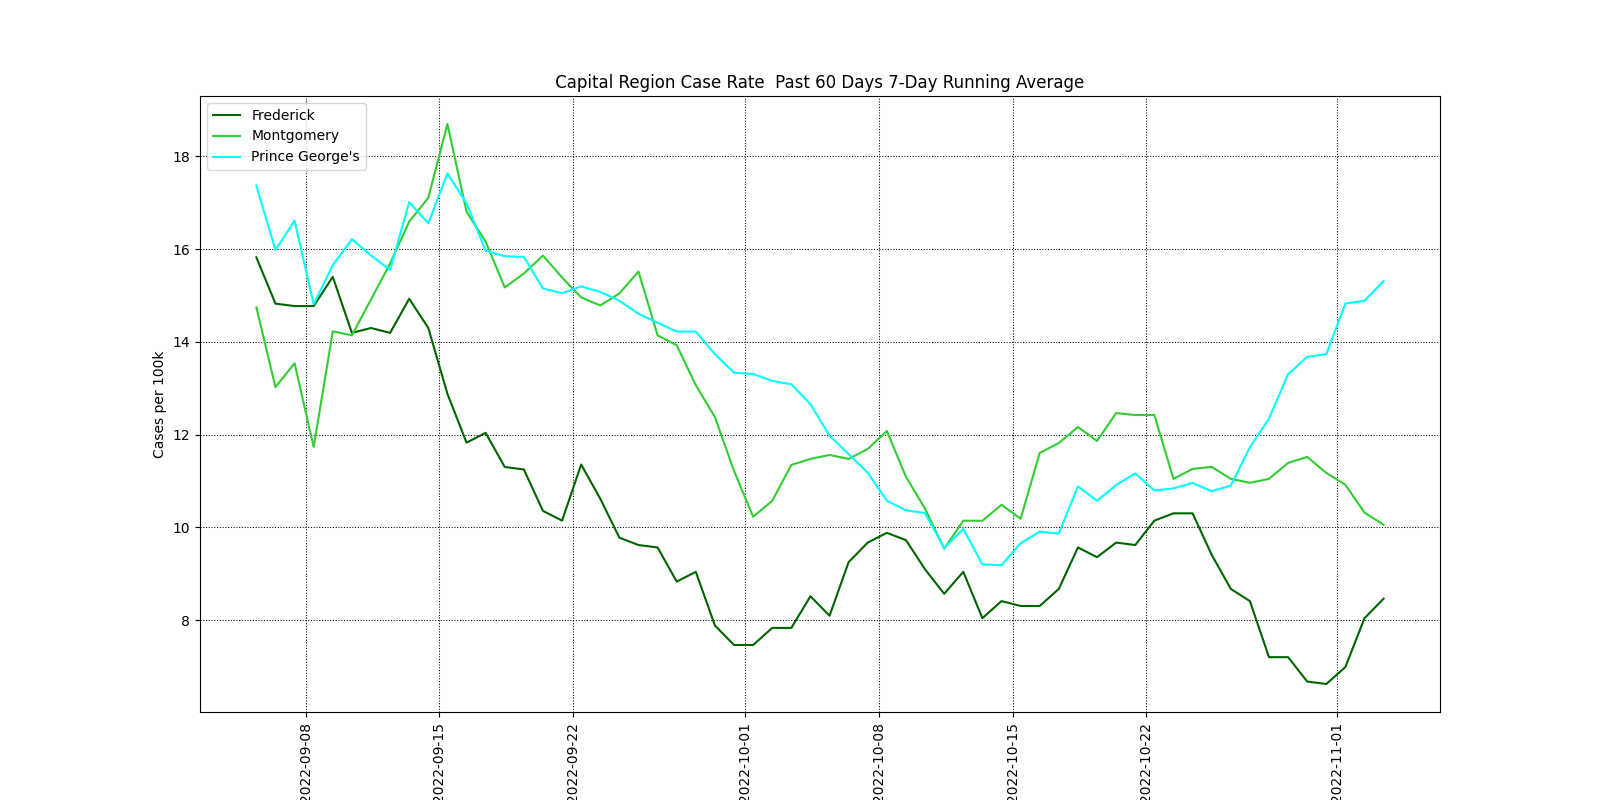 Capital Region Case Rate  Past 60 Days 7-Day Running Average
Frederick
Montgomery
Prince George's
Cases per 100k
18
16
14
12
10
8
2022-09-08
2022-09-15
2022-09-22
2022-10-01
2022-10-08
2022-10-15
2022-10-22
2022-11-01